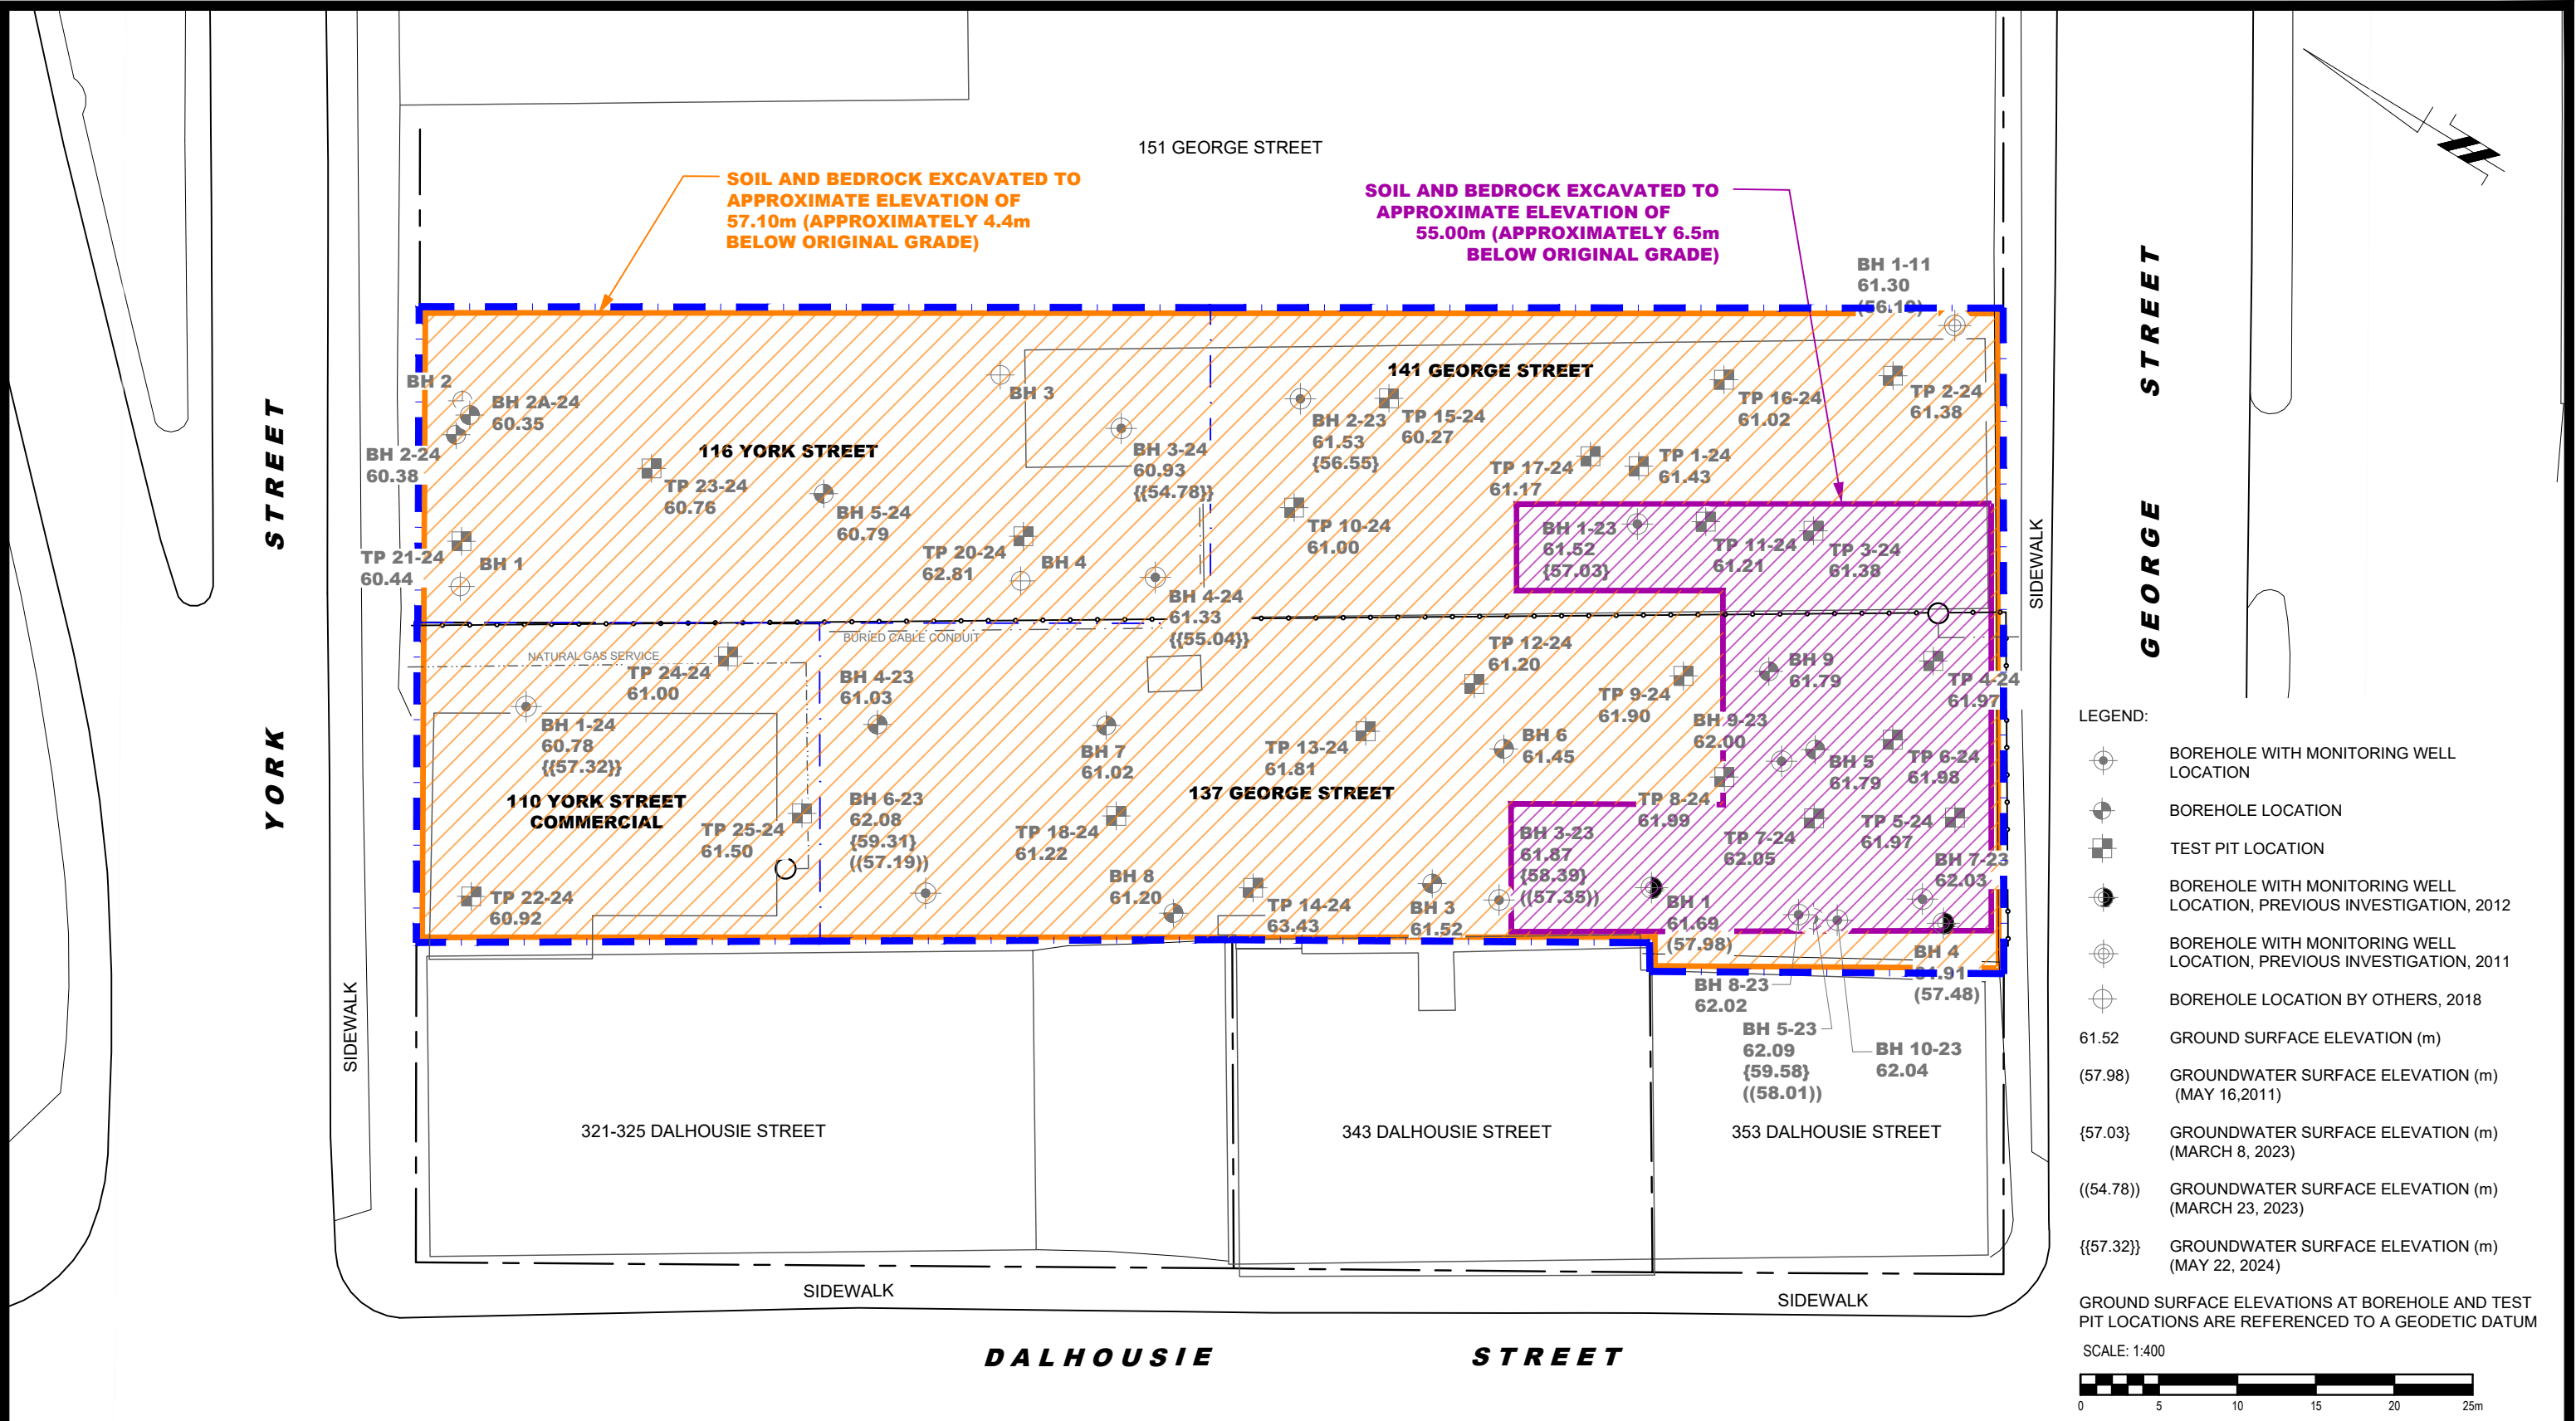 151 GEORGE STREET
SOIL AND BEDROCK EXCAVATED TO
APPROXIMATE ELEVATION OF
57.10m (APPROXIMATELY 4.4m
BELOW ORIGINAL GRADE)
SOIL AND BEDROCK EXCAVATED TO
APPROXIMATE ELEVATION OF
55.00m (APPROXIMATELY 6.5m
BELOW ORIGINAL GRADE)
BH 1-11
61.30
(56.19)
141 GEORGE STREET
116 YORK STREET
BH 2
BH 2A-24
60.35
BH 2-24
60.38
BH 3
BH 3-24
60.93
{{54.78}}
BH 2-23
61.53
{56.55}
TP 15-24
60.27
TP 16-24
61.02
TP 2-24
61.38
TP 17-24
61.17
TP 1-24
61.43
TP 23-24
60.76
BH 5-24
60.79
TP 10-24
61.00
TP 20-24
62.81
BH 4
TP 21-24
60.44
BH 1
BH 1-23
61.52
{57.03}
TP 11-24
61.21
TP 3-24
61.38
BH 4-24
61.33
{{55.04}}
BURIED CABLE CONDUIT
NATURAL GAS SERVICE
TP 24-24
61.00
BH 4-23
61.03
TP 12-24
61.20
TP 9-24
61.90
BH 9
61.79
TP 4-24
61.97
BH 1-24
60.78
{{57.32}}
BH 7
61.02
TP 13-24
61.81
BH 6
61.45
BH 9-23
62.00
BH 5
61.79
TP 6-24
61.98
110 YORK STREET
COMMERCIAL
137 GEORGE STREET
TP 25-24
61.50
BH 6-23
62.08
{59.31}
((57.19))
TP 18-24
61.22
TP 8-24
61.99
BH 3-23
61.87
{58.39}
((57.35))
TP 7-24
62.05
TP 5-24
61.97
BH 7-23
62.03
TP 22-24
60.92
BH 8
61.20
TP 14-24
63.43
BH 3
61.52
BH 1
61.69
(57.98)
BH 4
(57.48)
BH 8-23
62.02
BH 5-23
62.09
{59.58}
((58.01))
BH 10-23
62.04
321-325 DALHOUSIE STREET
343 DALHOUSIE STREET
353 DALHOUSIE STREET
SIDEWALK
SIDEWALK
SIDEWALK
SIDEWALK
YORK STREET
GEORGE STREET
DALHOUSIE STREET
LEGEND:
BOREHOLE WITH MONITORING WELL
LOCATION
BOREHOLE LOCATION
TEST PIT LOCATION
BOREHOLE WITH MONITORING WELL
LOCATION, PREVIOUS INVESTIGATION, 2012
BOREHOLE WITH MONITORING WELL
LOCATION, PREVIOUS INVESTIGATION, 2011
BOREHOLE LOCATION BY OTHERS, 2018
61.52 GROUND SURFACE ELEVATION (m)
(57.98) GROUNDWATER SURFACE ELEVATION (m)
(MAY 16,2011)
{57.03} GROUNDWATER SURFACE ELEVATION (m)
(MARCH 8, 2023)
((54.78)) GROUNDWATER SURFACE ELEVATION (m)
(MARCH 23, 2023)
{{57.32}} GROUNDWATER SURFACE ELEVATION (m)
(MAY 22, 2024)
GROUND SURFACE ELEVATIONS AT BOREHOLE AND TEST
PIT LOCATIONS ARE REFERENCED TO A GEODETIC DATUM
SCALE: 1:400
0 5 10 15 20 25m